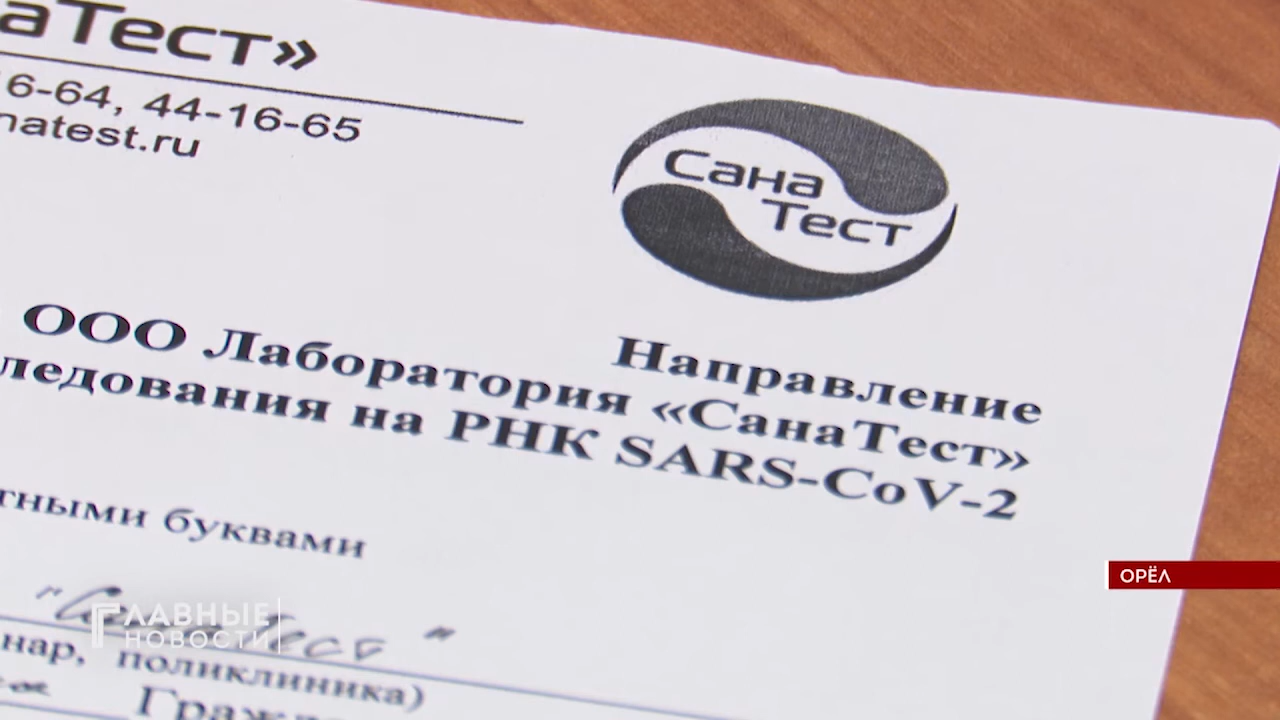 аТест»
6-64, 44-16-65
natest.ru
Сана
Тест
Направление
ООО Лаборатория «СанаТест»
ледования на РНК SARS-CoV-2
тными буквами
ОРЁЛ
ГЛАВНЫЕ
НОВОСТИ
нар, поликлиника)